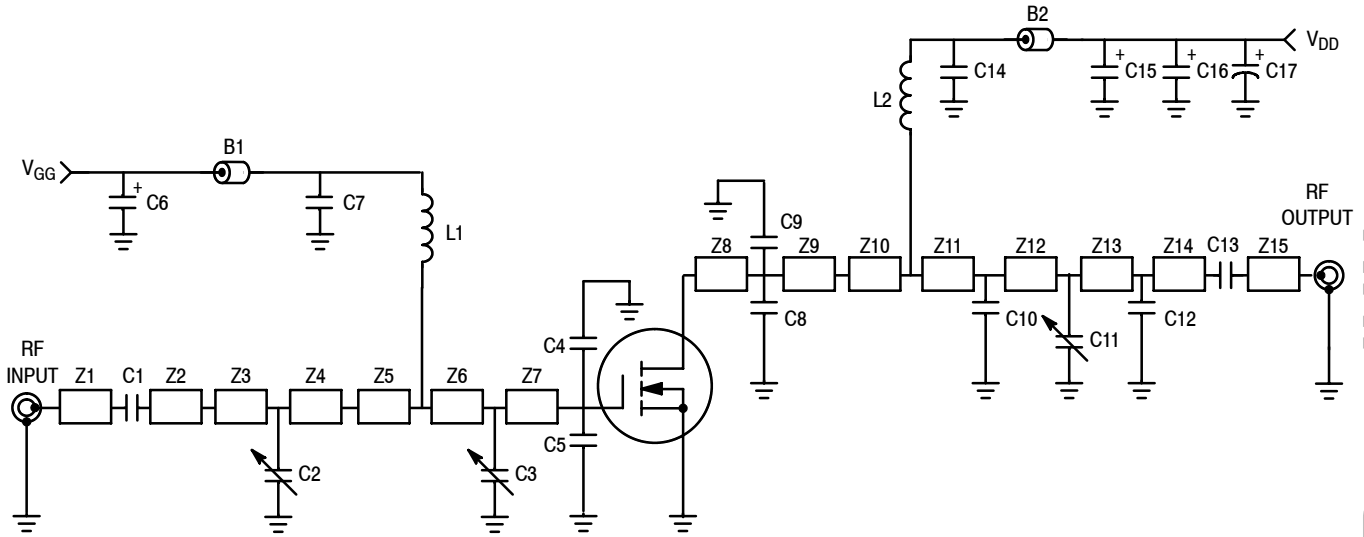 B2
V_DD
C14
C15
+
C16
+
C17
+
L2
B1
V_GG
+
C6
C7
L1
C9
RF
OUTPUT
Z8
Z9
Z10
Z11
Z12
Z13
Z14
C13
Z15
C8
C10
C11
C12
C4
RF
INPUT
Z1
C1
Z2
Z3
Z4
Z5
Z6
Z7
C5
C2
C3